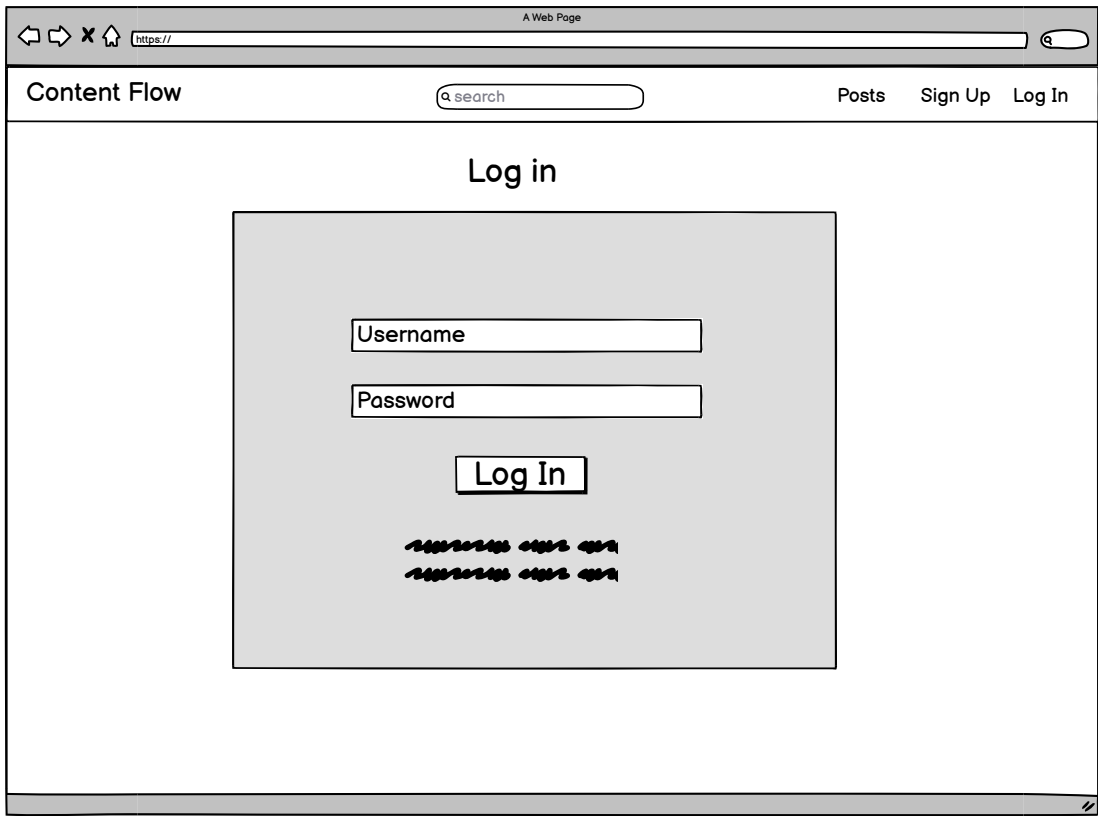 A Web Page
https://
Content Flow
search
Posts
Sign Up
Log In
Log in
Username
Password
Log In